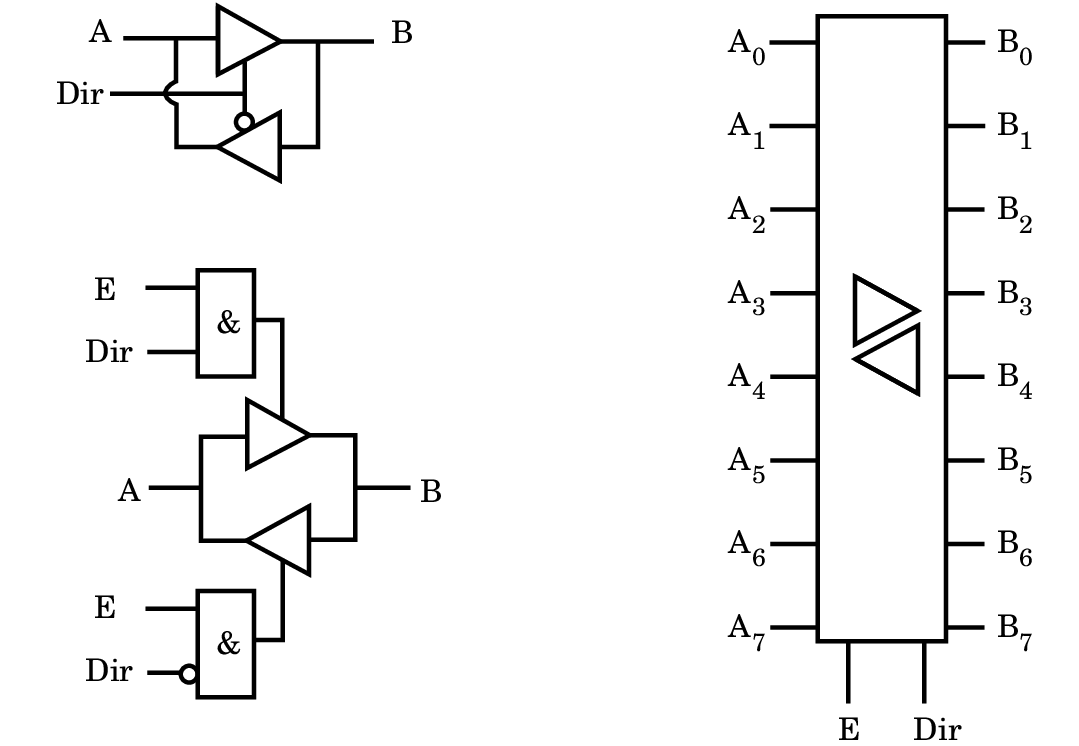 A B
Dir
E
&
Dir
A B
E
&
Dir
A₀ B₀
A₁ B₁
A₂ B₂
A₃ B₃
A₄ B₄
A₅ B₅
A₆ B₆
A₇ B₇
E Dir